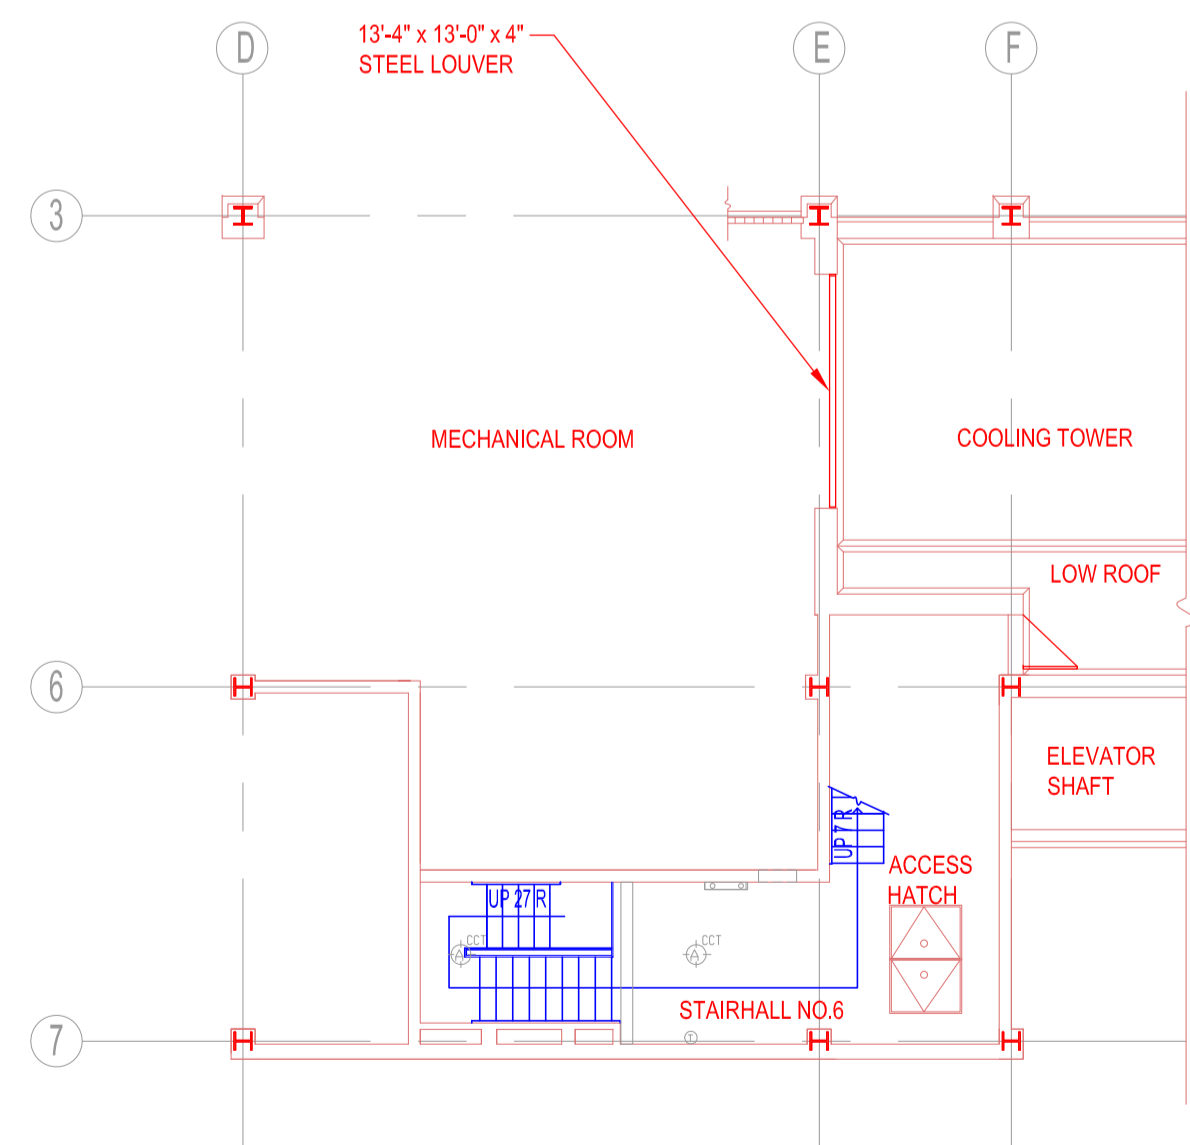 D
E
F
13'-4" x 13'-0" x 4"
STEEL LOUVER
3
MECHANICAL ROOM
COOLING TOWER
LOW ROOF
6
ELEVATOR
SHAFT
UP 7 R
ACCESS
HATCH
UP 27 R
CCT
A
CCT
A
STAIRHALL NO.6
7
T